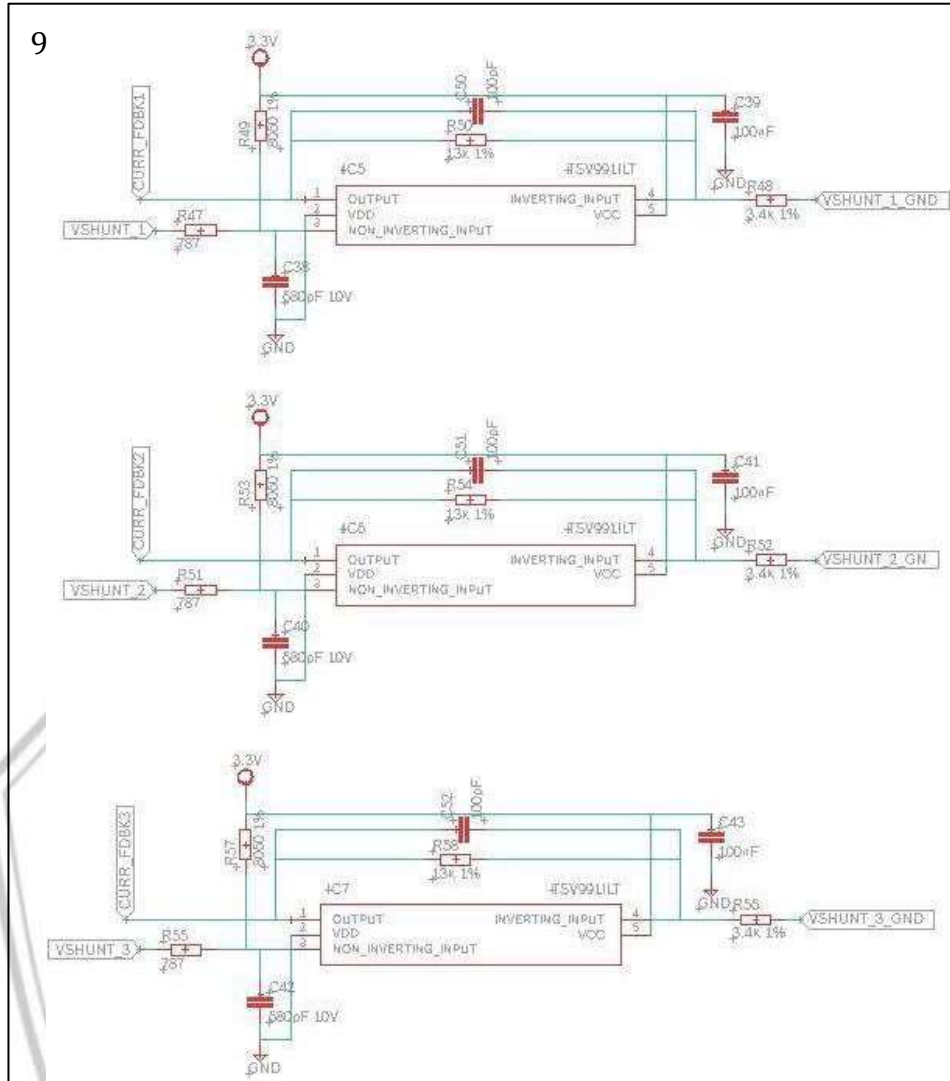 9
3.3V
CURR_FDBK1
R49
8060 1%
C50
100pF
R50
13k 1%
C39
100nF
GND
C5
TSV991ILT
1 OUTPUT
2 VDD
3 NON_INVERTING_INPUT
INVERTING_INPUT 4
VCC 5
R48
3.4k 1%
VSHUNT_1_GND
VSHUNT_1
R47
787
C38
680pF 10V
GND
3.3V
CURR_FDBK2
R53
8060 1%
C51
100pF
R54
13k 1%
C41
100nF
GND
C6
TSV991ILT
1 OUTPUT
2 VDD
3 NON_INVERTING_INPUT
INVERTING_INPUT 4
VCC 5
R52
3.4k 1%
VSHUNT_2_GN
VSHUNT_2
R51
787
C40
680pF 10V
GND
3.3V
CURR_FDBK3
R57
8060 1%
C52
100pF
R58
13k 1%
C43
100nF
GND
C7
TSV991ILT
1 OUTPUT
2 VDD
3 NON_INVERTING_INPUT
INVERTING_INPUT 4
VCC 5
3.4k 1%
VSHUNT_3_GND
VSHUNT_3
R55
787
C42
680pF 10V
GND